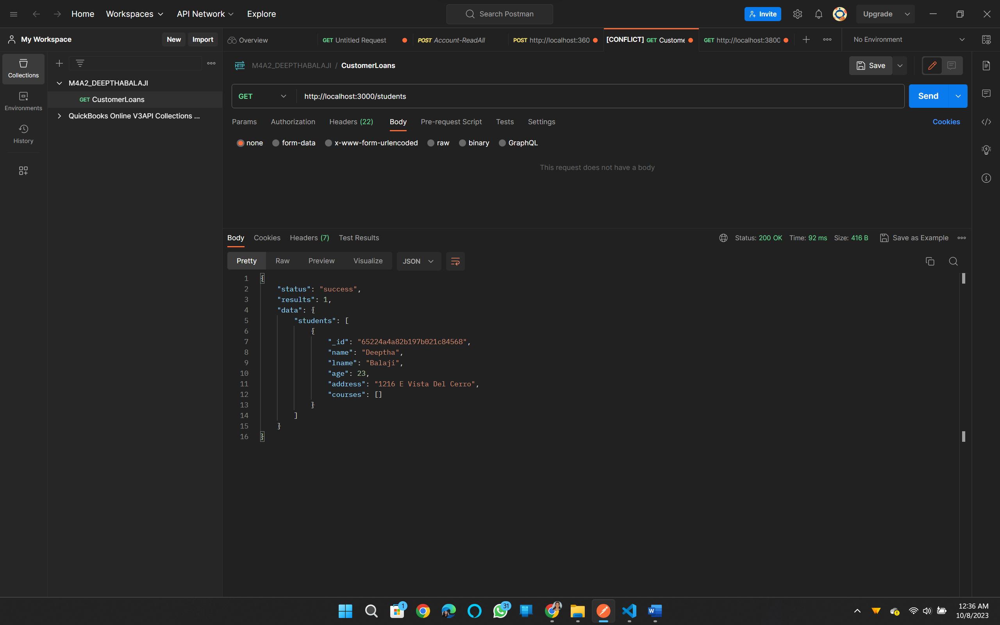 Home Workspaces API Network Explore Search Postman Invite Upgrade
My Workspace New Import Overview GET Untitled Request POST Account-ReadAll POST http://localhost:360 [CONFLICT] GET Custome GET http://localhost:3800 No Environment
Collections
Environments
History
M4A2_DEEPTHABALAJI
GET CustomerLoans
QuickBooks Online V3API Collections ...
HTTP M4A2_DEEPTHABALAJI / CustomerLoans Save
GET http://localhost:3000/students Send
Params Authorization Headers (22) Body Pre-request Script Tests Settings Cookies
none form-data x-www-form-urlencoded raw binary GraphQL
This request does not have a body
Body Cookies Headers (7) Test Results Status: 200 OK Time: 92 ms Size: 416 B Save as Example
Pretty Raw Preview Visualize JSON
1 {
2 "status": "success",
3 "results": 1,
4 "data": {
5 "students": [
6 {
7 "_id": "65224a4a82b197b021c84568",
8 "name": "Deeptha",
9 "lname": "Balaji",
10 "age": 23,
11 "address": "1216 E Vista Del Cerro",
12 "courses": []
13 }
14 ]
15 }
16 }
1 31 W 12:36 AM
10/8/2023